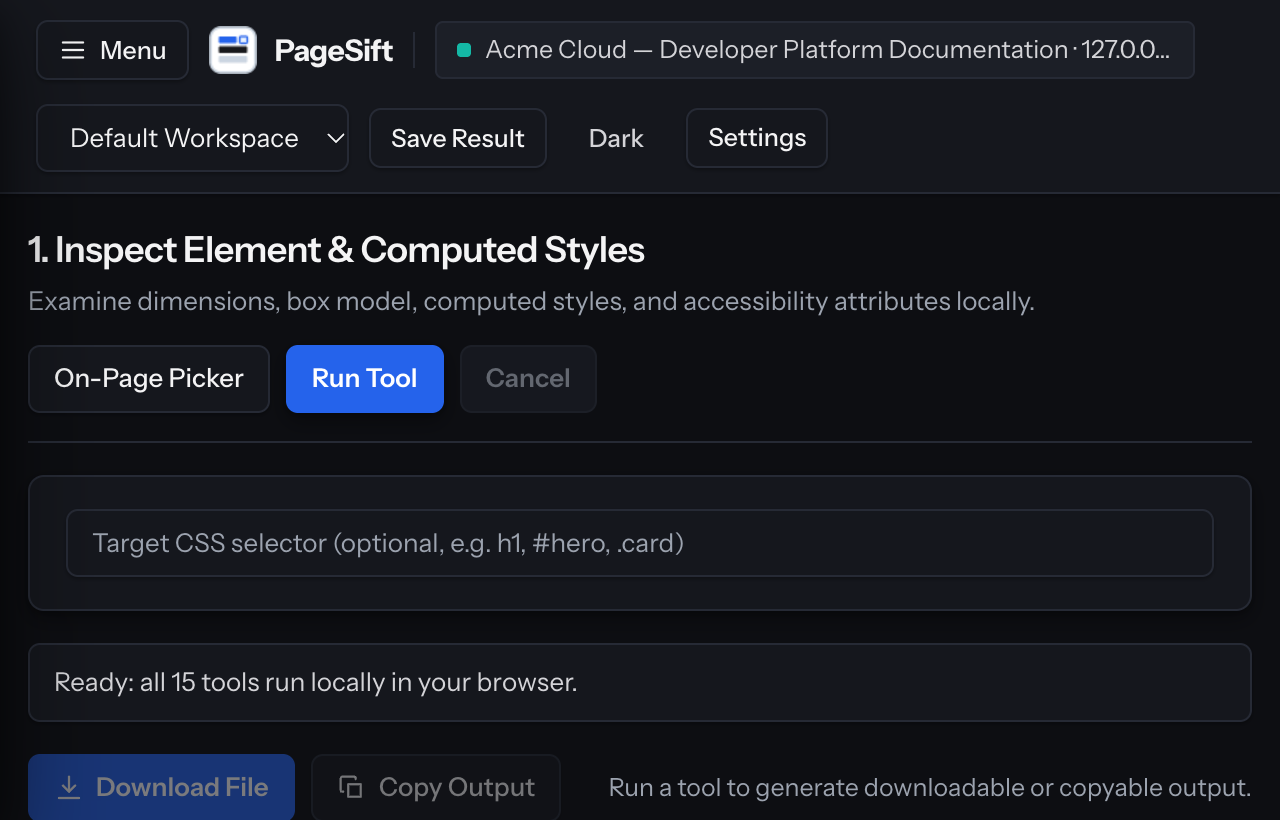 Menu
PageSift
Acme Cloud — Developer Platform Documentation · 127.0.0...
Default Workspace
Save Result
Dark
Settings
1. Inspect Element & Computed Styles
Examine dimensions, box model, computed styles, and accessibility attributes locally.
On-Page Picker
Run Tool
Cancel
Target CSS selector (optional, e.g. h1, #hero, .card)
Ready: all 15 tools run locally in your browser.
Download File
Copy Output
Run a tool to generate downloadable or copyable output.